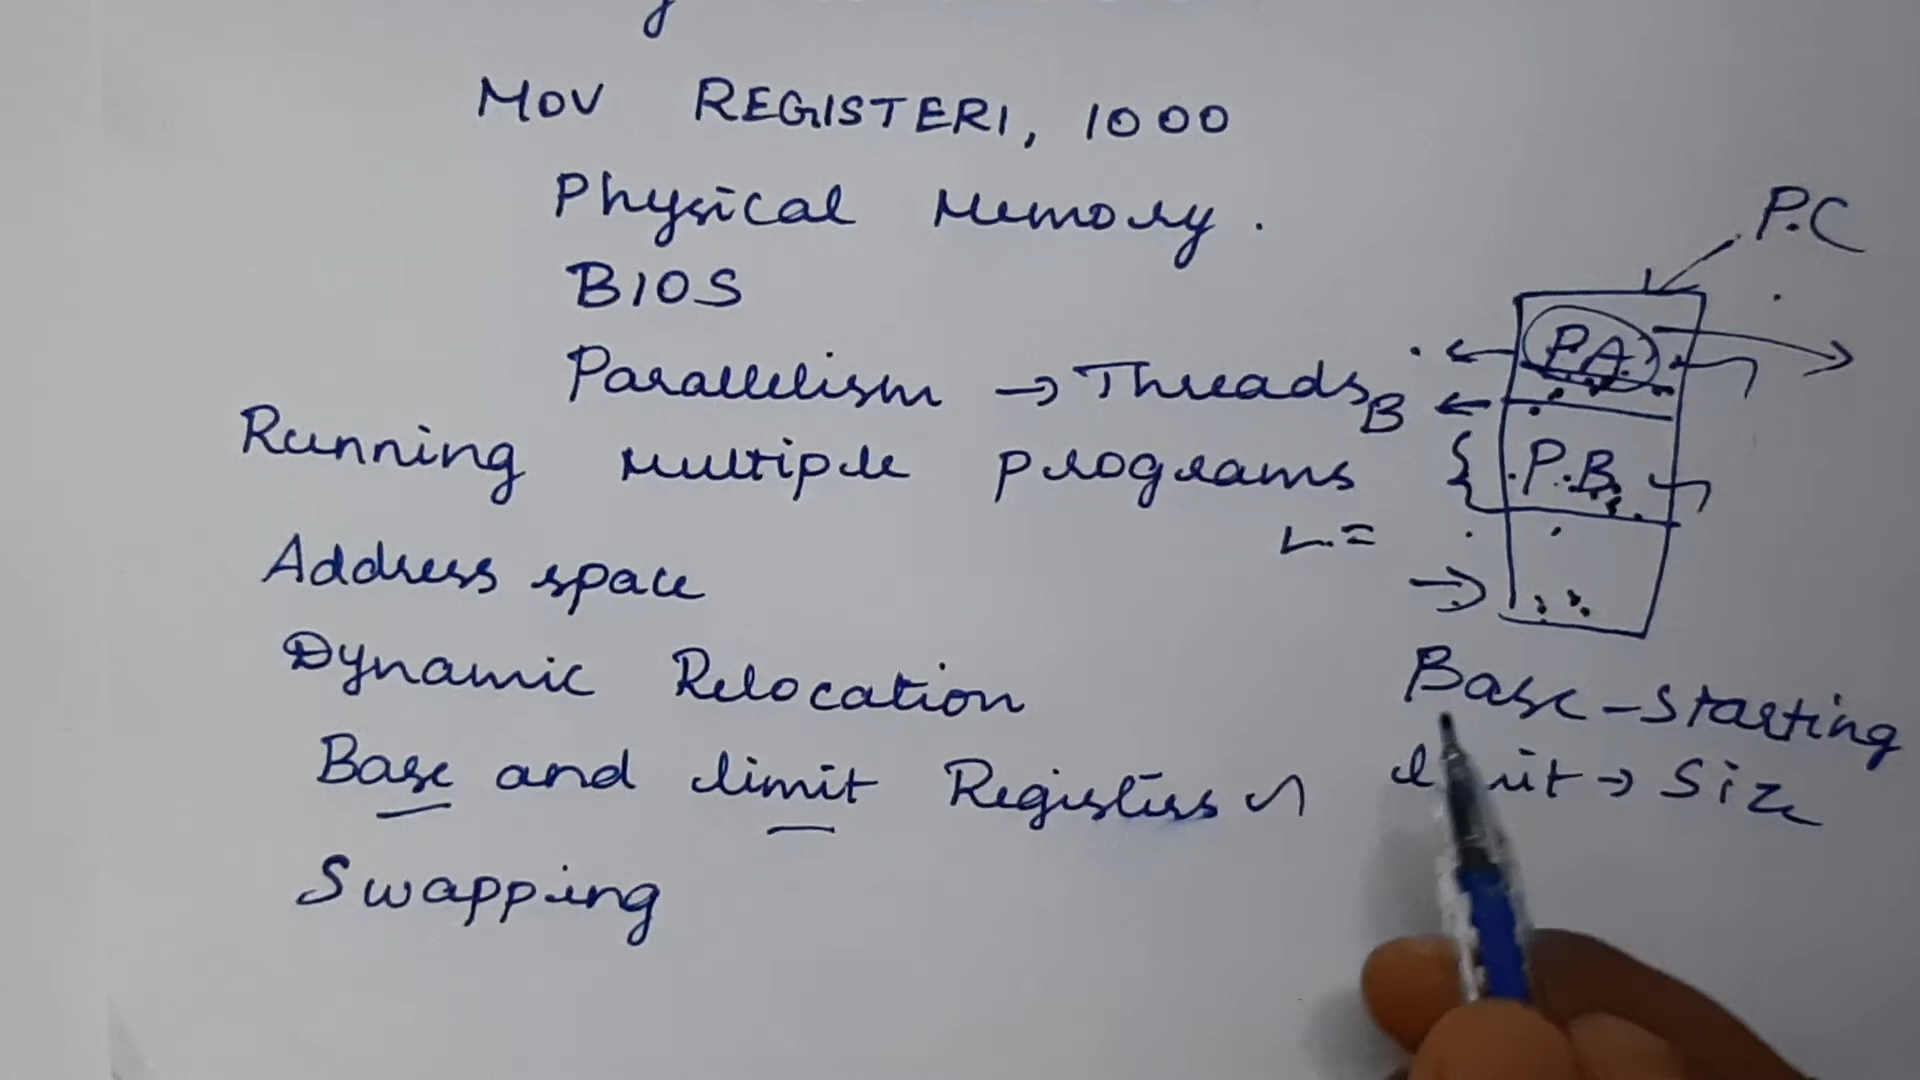 MOV REGISTER1, 1000
Physical Memory.
BIOS
Parallelism → Threads
Running multiple programs
Address space
Dynamic Relocation
Base and limit Registers
Swapping
P.C
P.A.
B
P.B.
L=
Base - starting
limit → Size